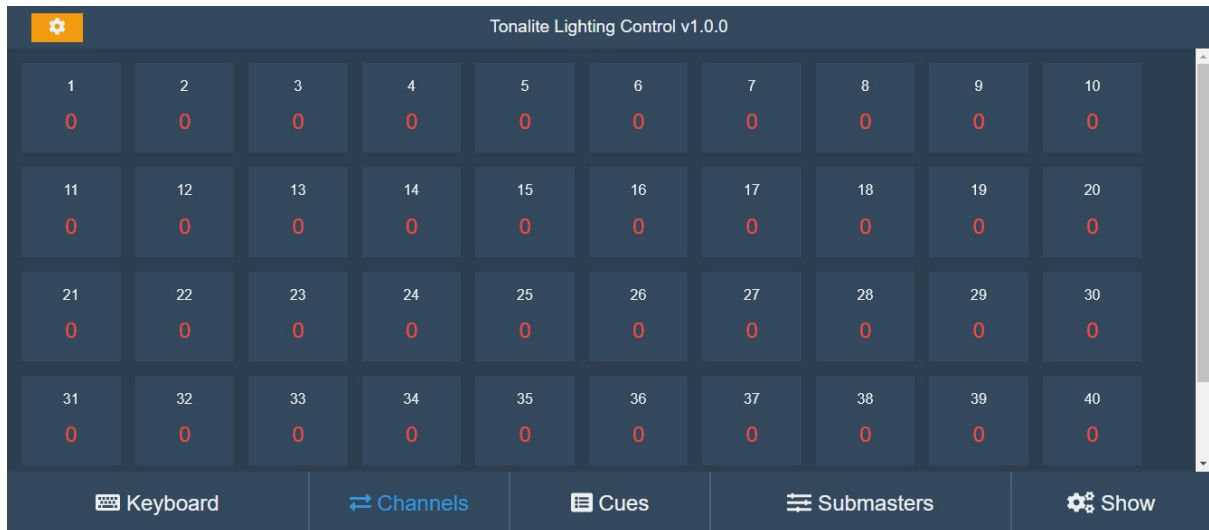 Tonalite Lighting Control v1.0.0
1 2 3 4 5 6 7 8 9 10
0 0 0 0 0 0 0 0 0 0
11 12 13 14 15 16 17 18 19 20
0 0 0 0 0 0 0 0 0 0
21 22 23 24 25 26 27 28 29 30
0 0 0 0 0 0 0 0 0 0
31 32 33 34 35 36 37 38 39 40
0 0 0 0 0 0 0 0 0 0
Keyboard Channels Cues Submasters Show